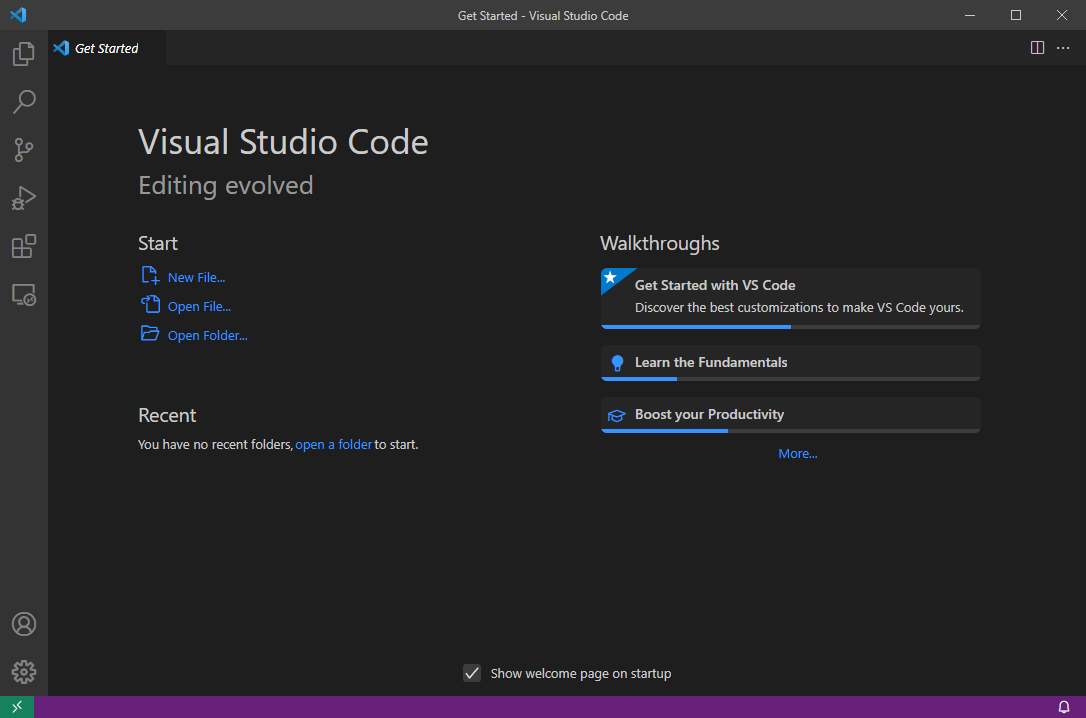 Get Started - Visual Studio Code
Get Started
Visual Studio Code
Editing evolved
Start
New File...
Open File...
Open Folder...
Recent
You have no recent folders, open a folder to start.
Walkthroughs
Get Started with VS Code
Discover the best customizations to make VS Code yours.
Learn the Fundamentals
Boost your Productivity
More...
Show welcome page on startup